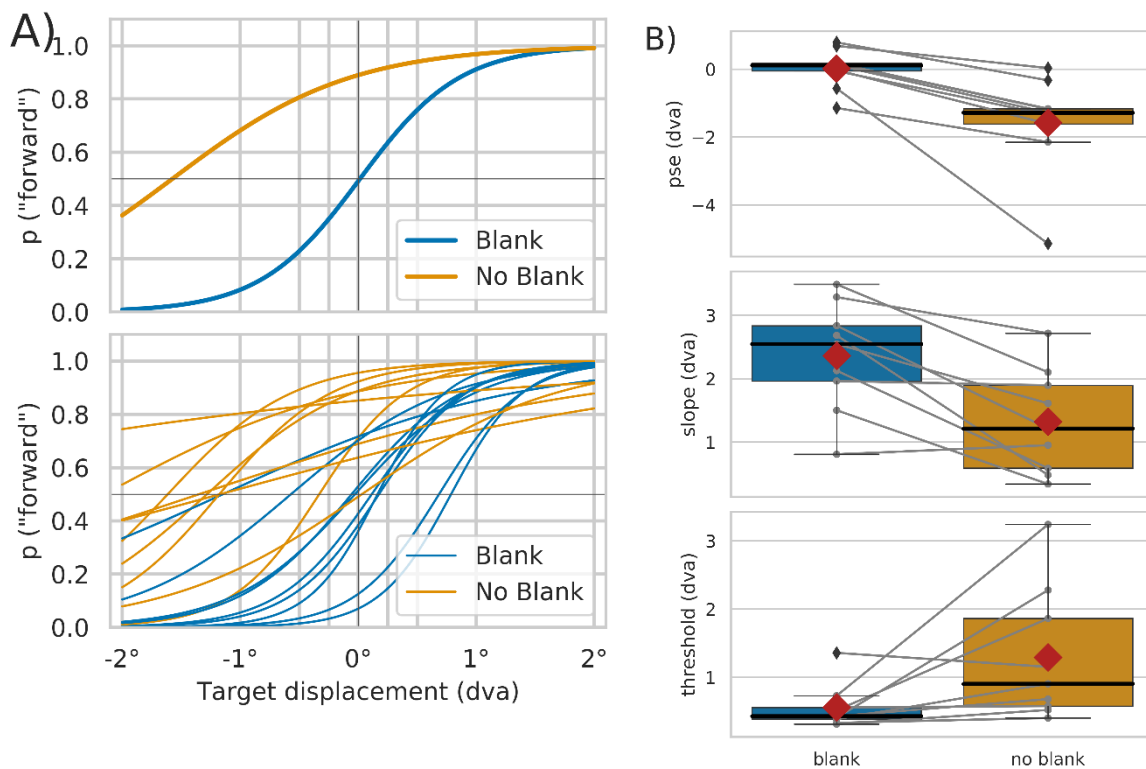 A)
1.0
0.8
0.6
0.4
0.2
0.0
p ("forward")
Blank
No Blank
1.0
0.8
0.6
0.4
0.2
0.0
p ("forward")
Blank
No Blank
-2° -1° 0° 1° 2°
Target displacement (dva)
B)
0
−2
−4
pse (dva)
3
2
1
slope (dva)
3
2
1
threshold (dva)
blank no blank